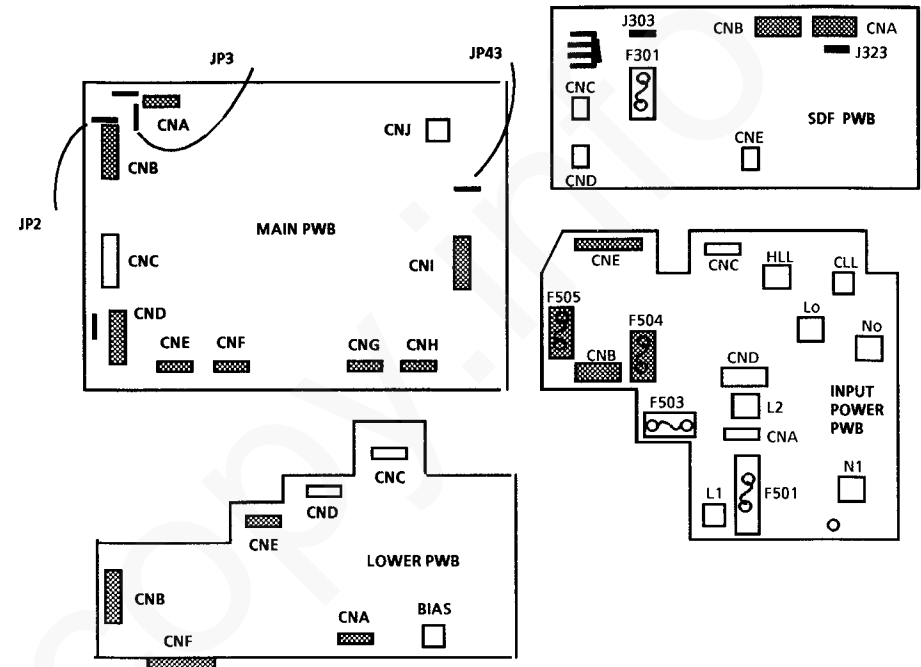 JP3
JP43
CNA
CNJ
CNB
JP2
MAIN PWB
CNC
CNI
CND
CNE
CNF
CNG
CNH
J303
CNB
CNA
F301
J323
CNC
SDF PWB
CNE
CND
CNE
CNC
HLL
CLL
F505
F504
Lo
No
CNB
CND
INPUT
POWER
PWB
F503
L2
CNA
N1
L1
F501
CNC
CND
CNE
LOWER PWB
CNB
CNA
BIAS
CNF
copy.info